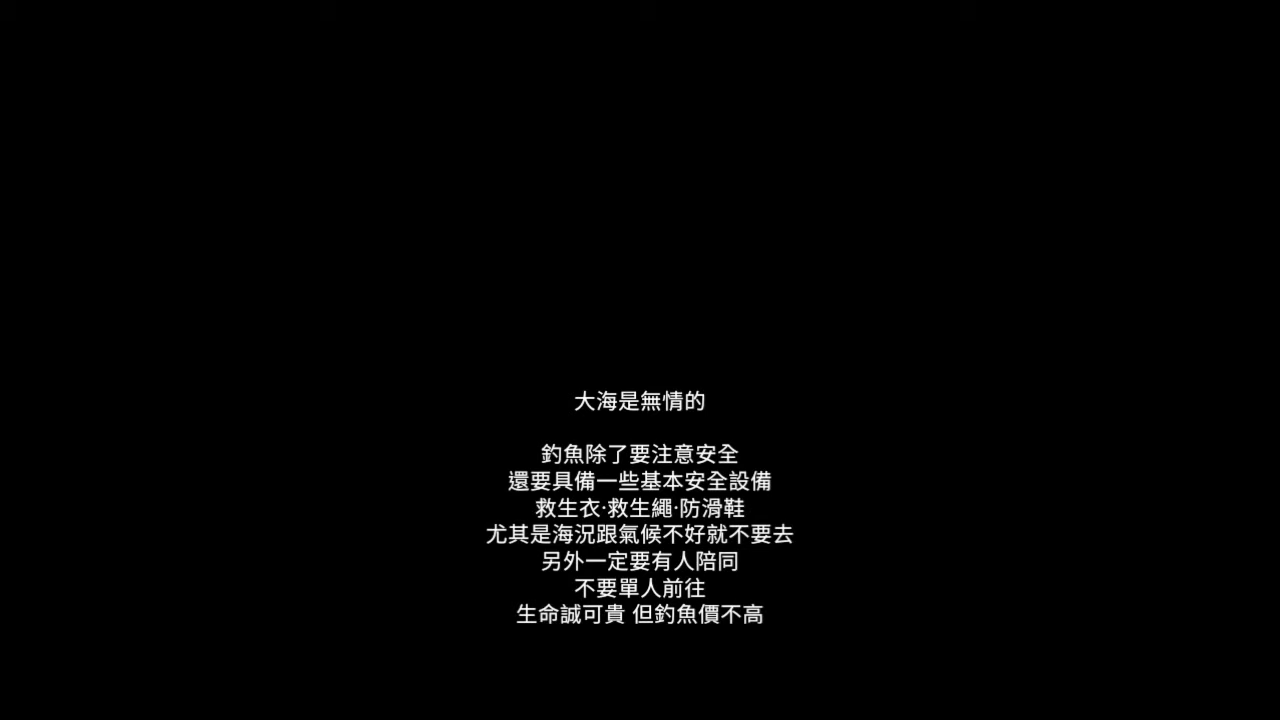 大海是無情的
釣魚除了要注意安全
還要具備一些基本安全設備
救生衣·救生繩·防滑鞋
尤其是海況跟氣候不好就不要去
另外一定要有人陪同
不要單人前往
生命誠可貴 但釣魚價不高